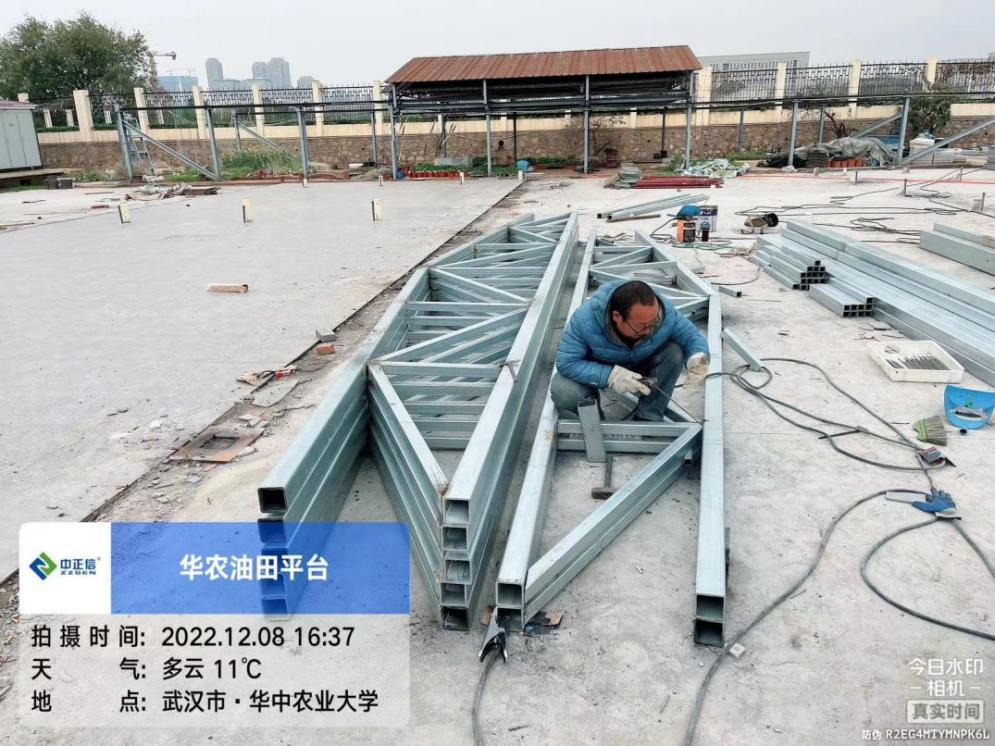 中正信
ZZSEN
华农油田平台
拍摄时间: 2022.12.08 16:37
天气: 多云 11℃
地点: 武汉市·华中农业大学
今日水印
相机
真实时间
防伪 R2EG4MTYMNPK6L